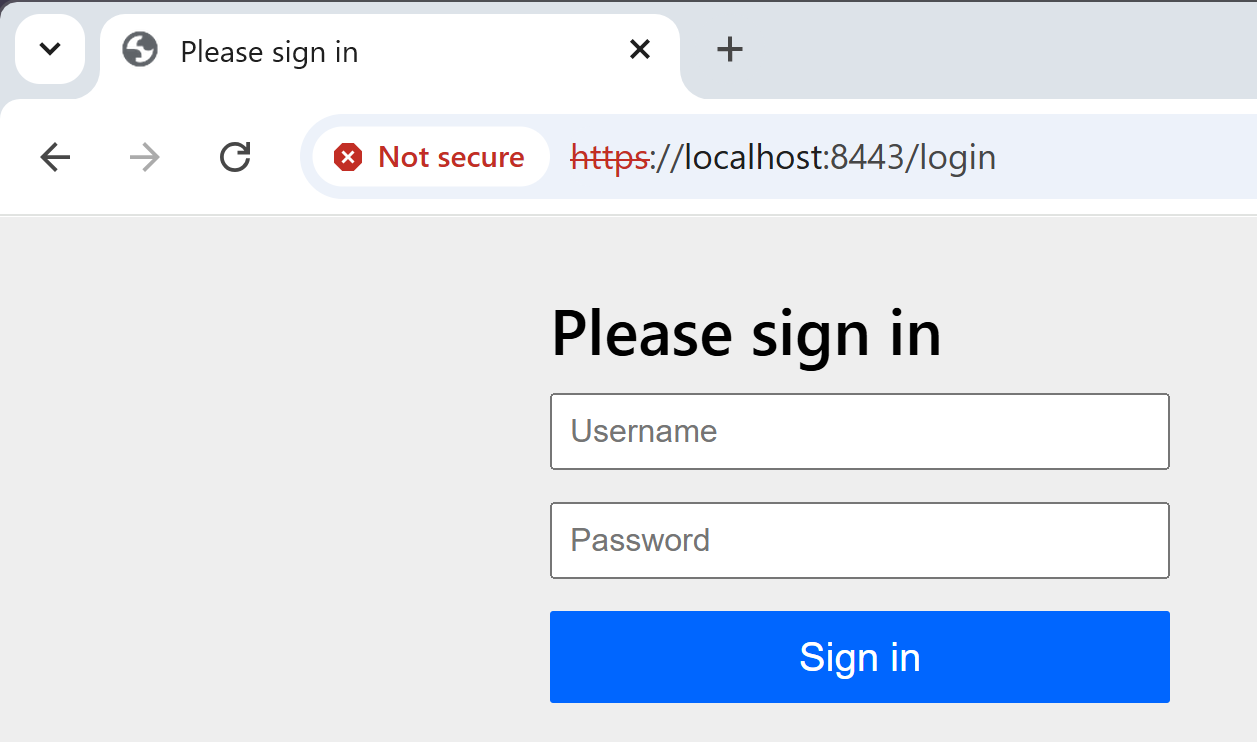 Please sign in
Not secure https://localhost:8443/login
Please sign in
Username
Password
Sign in